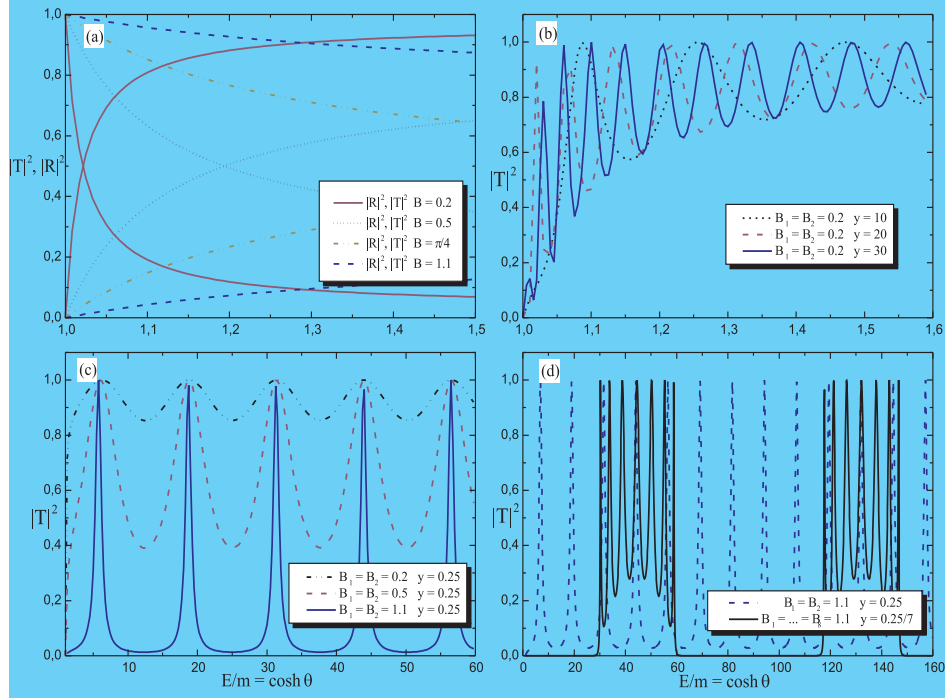 (a)
1,0
0,8
0,6
|T|², |R|²
0,4
0,2
0,0
1,0 1,1 1,2 1,3 1,4 1,5
|R|², |T|² B = 0.2
|R|², |T|² B = 0.5
|R|², |T|² B = π/4
|R|², |T|² B = 1.1
(b)
1,0
0,8
0,6
|T|²
0,4
0,2
0,0
1,0 1,1 1,2 1,3 1,4 1,5 1,6
B₁ = B₂ = 0.2 y = 10
B₁ = B₂ = 0.2 y = 20
B₁ = B₂ = 0.2 y = 30
(c)
1,0
0,8
0,6
|T|²
0,4
0,2
0,0
10 20 30 40 50 60
E/m = cosh θ
B₁ = B₂ = 0.2 y = 0.25
B₁ = B₂ = 0.5 y = 0.25
B₁ = B₂ = 1.1 y = 0.25
(d)
1,0
0,8
0,6
|T|²
0,4
0,2
0,0
0 20 40 60 80 100 120 140 160
E/m = cosh θ
B₁ = B₂ = 1.1 y = 0.25
B₁ = ... = B₈ = 1.1 y = 0.25/7